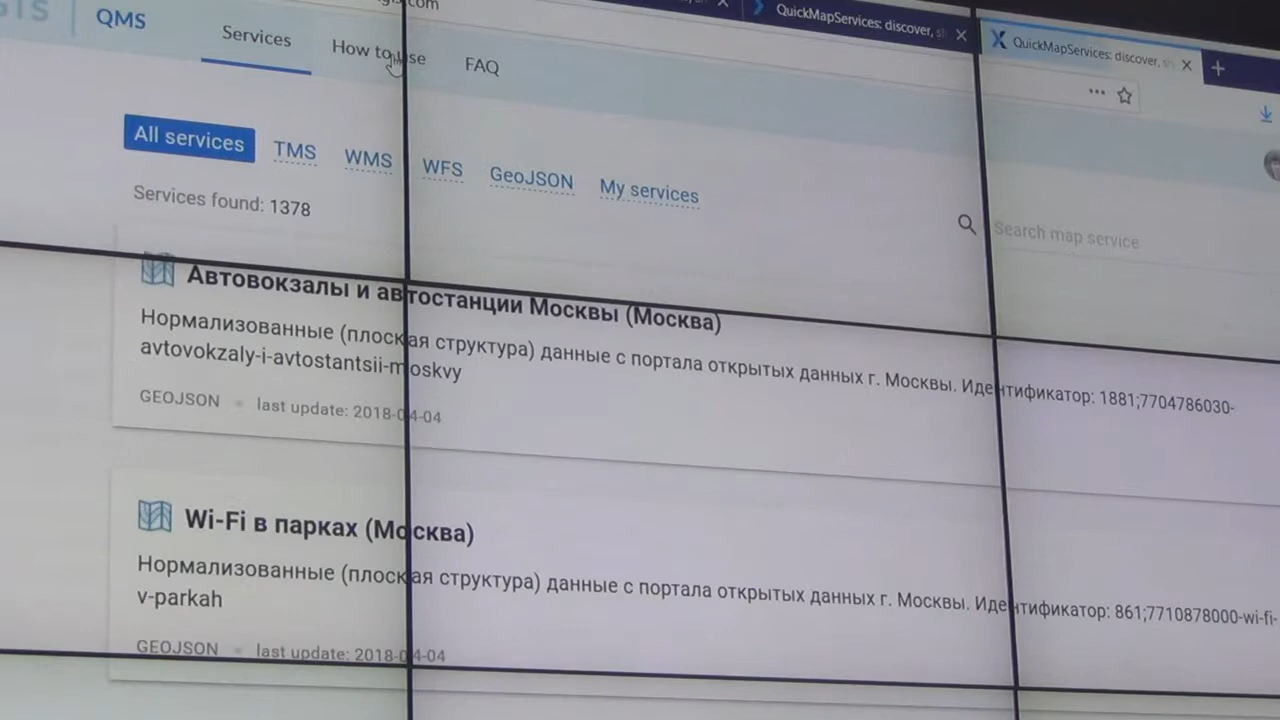 .com
QuickMapServices: discover,
QuickMapServices: discover,
QMS
Services
How to use
FAQ
All services
TMS
WMS
WFS
GeoJSON
My services
Services found: 1378
Search map service
Автовокзалы и автостанции Москвы (Москва)
Нормализованные (плоская структура) данные с портала открытых данных г. Москвы. Идентификатор: 1881;7704786030-
avtovokzaly-i-avtostantsii-moskvy
GEOJSON
last update: 2018-04-04
Wi-Fi в парках (Москва)
Нормализованные (плоская структура) данные с портала открытых данных г. Москвы. Идентификатор: 861;7710878000-wi-fi-
v-parkah
GEOJSON
last update: 2018-04-04